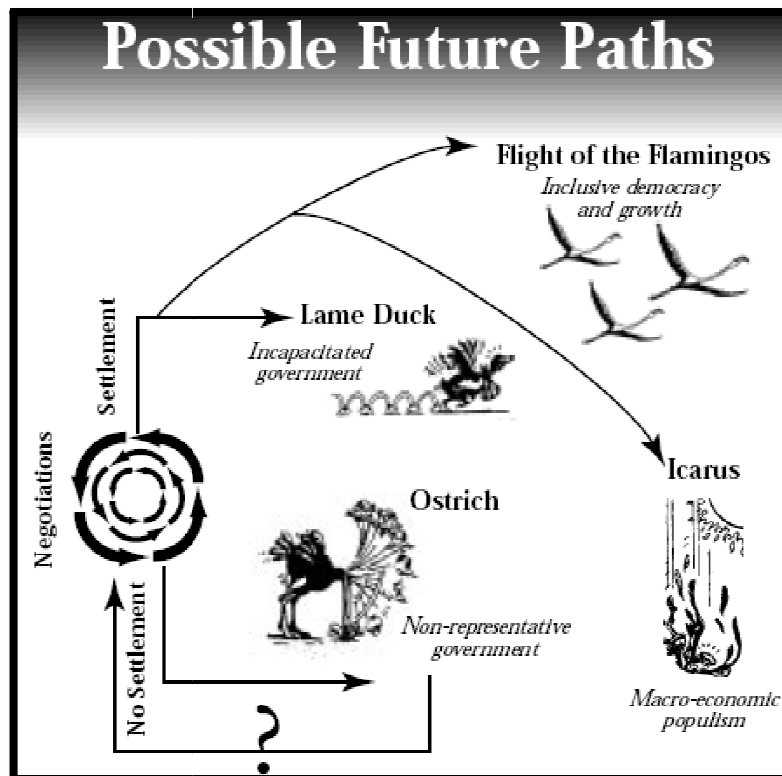 Possible Future Paths
Flight of the Flamingos
Inclusive democracy
and growth
Settlement
Lame Duck
Incapacitated
government
Negotiations
Icarus
Ostrich
Non-representative
government
No Settlement
Macro-economic
populism
?